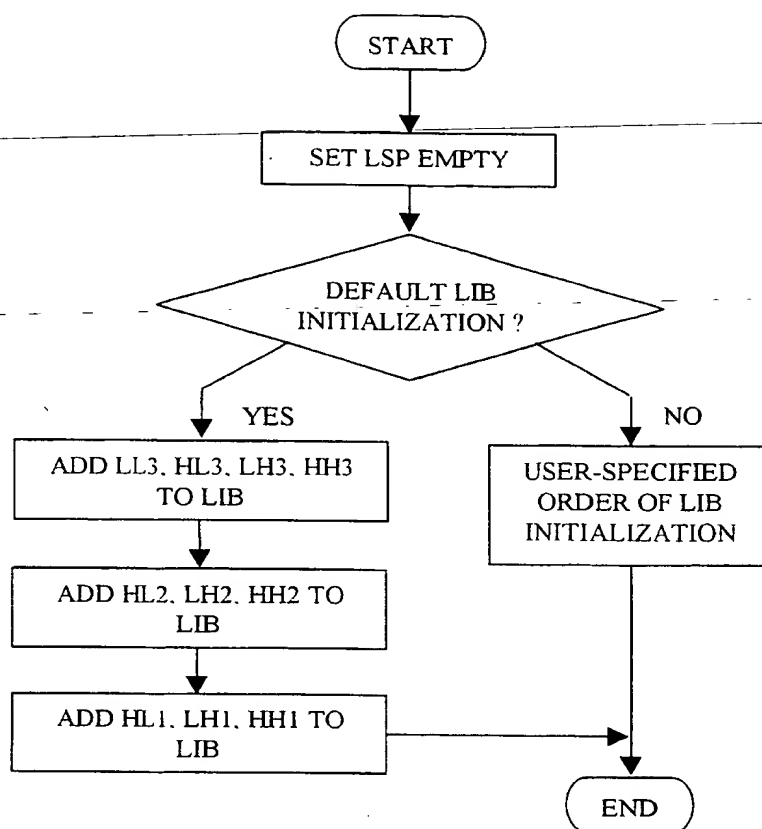 START
SET LSP EMPTY
DEFAULT LIB
INITIALIZATION ?
YES
NO
ADD LL3, HL3, LH3, HH3
TO LIB
USER-SPECIFIED
ORDER OF LIB
INITIALIZATION
ADD HL2, LH2, HH2 TO
LIB
ADD HL1, LH1, HH1 TO
LIB
END